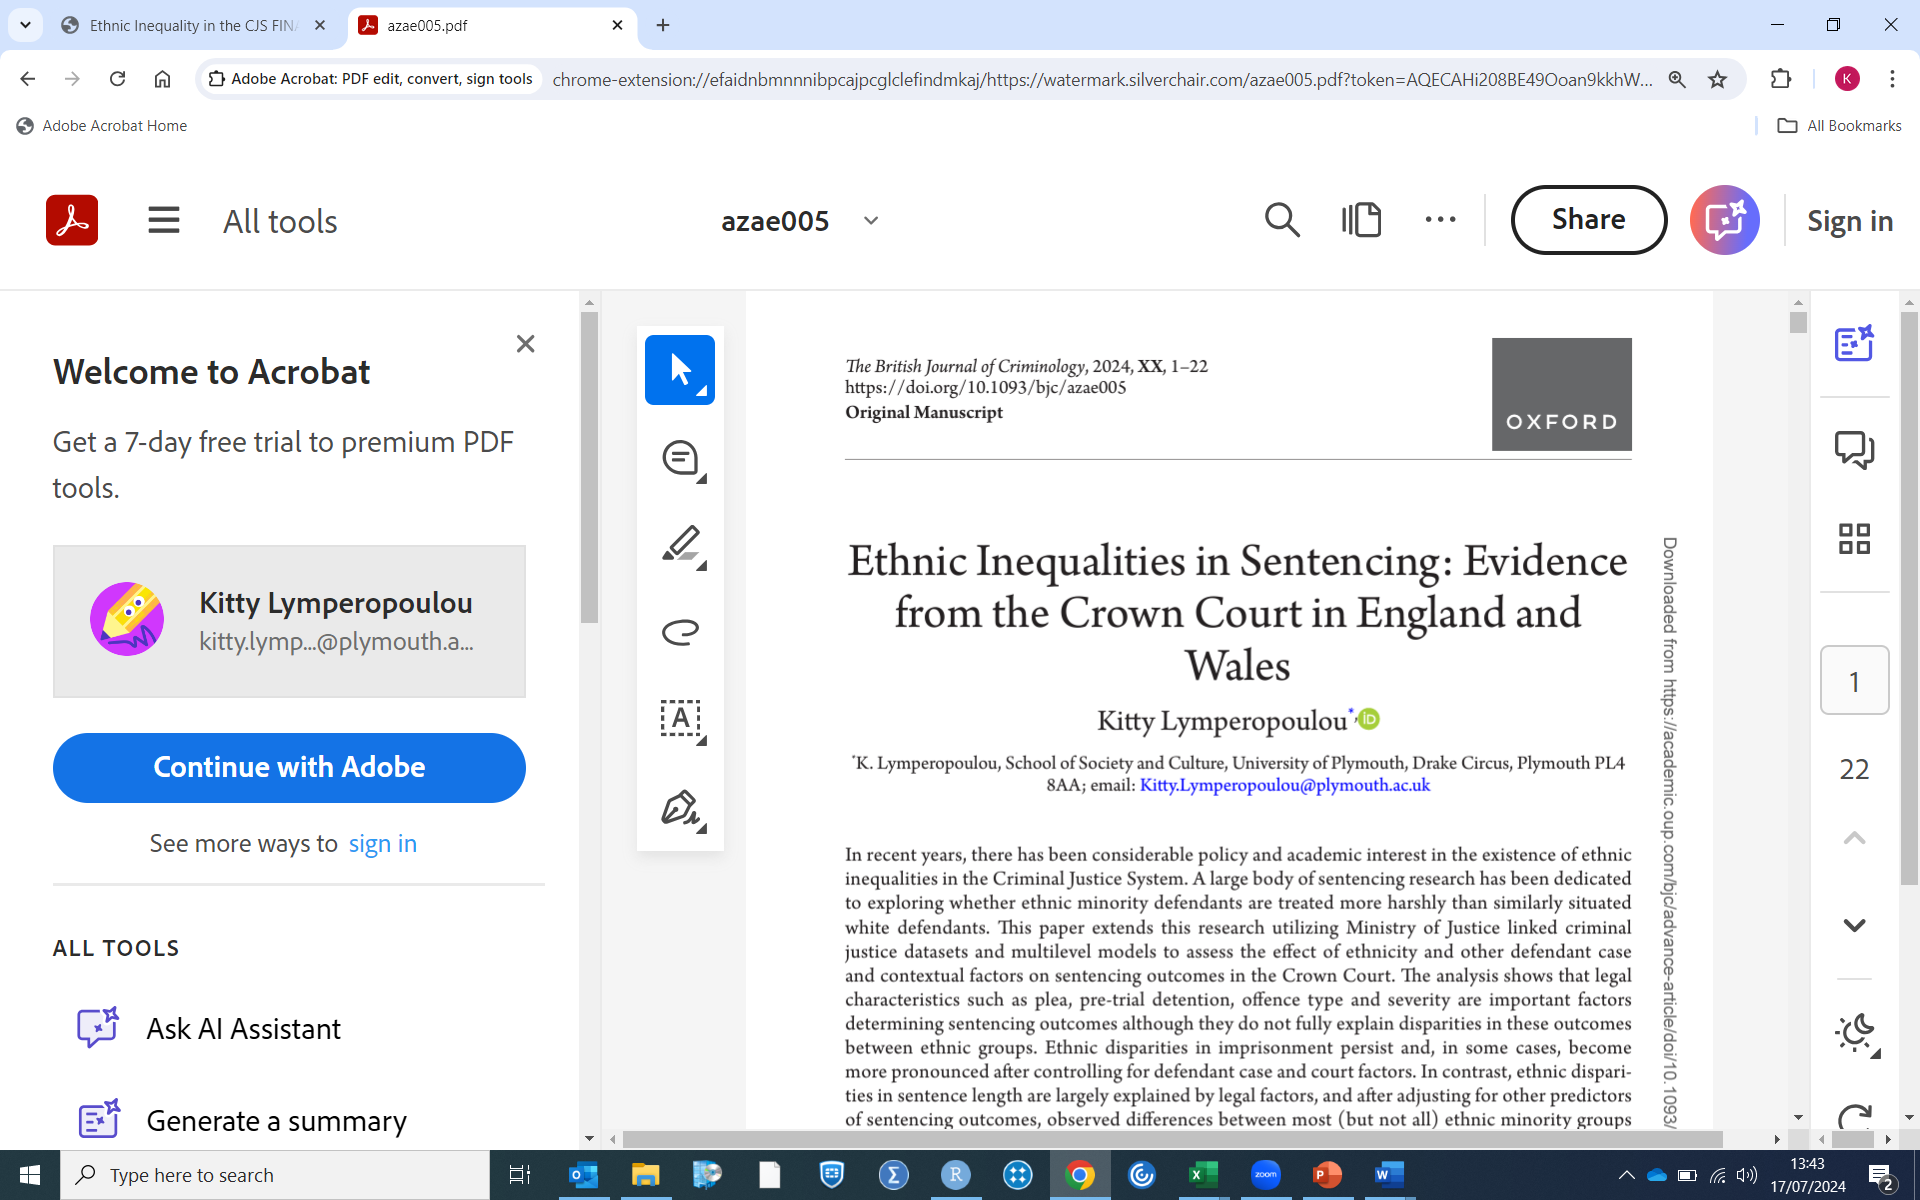 Ethnic Inequality in the CJS FIN
azae005.pdf
Adobe Acrobat: PDF edit, convert, sign tools
chrome-extension://efaidnbmnnnibpcajpcglclefindmkaj/https://watermark.silverchair.com/azae005.pdf?token=AQECAHi208BE49Ooan9kkhW...
K
Adobe Acrobat Home
All Bookmarks
All tools
azae005
Share
Sign in
Welcome to Acrobat
Get a 7-day free trial to premium PDF
tools.
Kitty Lymperopoulou
kitty.lymp...@plymouth.a...
Continue with Adobe
See more ways to sign in
ALL TOOLS
Ask AI Assistant
Generate a summary
A
The British Journal of Criminology, 2024, XX, 1–22
https://doi.org/10.1093/bjc/azae005
Original Manuscript
OXFORD
Ethnic Inequalities in Sentencing: Evidence
from the Crown Court in England and
Wales
Kitty Lymperopoulou*,iD
*K. Lymperopoulou, School of Society and Culture, University of Plymouth, Drake Circus, Plymouth PL4
8AA; email: Kitty.Lymperopoulou@plymouth.ac.uk
In recent years, there has been considerable policy and academic interest in the existence of ethnic
inequalities in the Criminal Justice System. A large body of sentencing research has been dedicated
to exploring whether ethnic minority defendants are treated more harshly than similarly situated
white defendants. This paper extends this research utilizing Ministry of Justice linked criminal
justice datasets and multilevel models to assess the effect of ethnicity and other defendant case
and contextual factors on sentencing outcomes in the Crown Court. The analysis shows that legal
characteristics such as plea, pre-trial detention, offence type and severity are important factors
determining sentencing outcomes although they do not fully explain disparities in these outcomes
between ethnic groups. Ethnic disparities in imprisonment persist and, in some cases, become
more pronounced after controlling for defendant case and court factors. In contrast, ethnic dispari-
ties in sentence length are largely explained by legal factors, and after adjusting for other predictors
of sentencing outcomes, observed differences between most (but not all) ethnic minority groups
Downloaded from https://academic.oup.com/bjc/advance-article/doi/10.1093/
1
22
Type here to search
Σ
R
X
zoom
P
W
13:43
17/07/2024
2